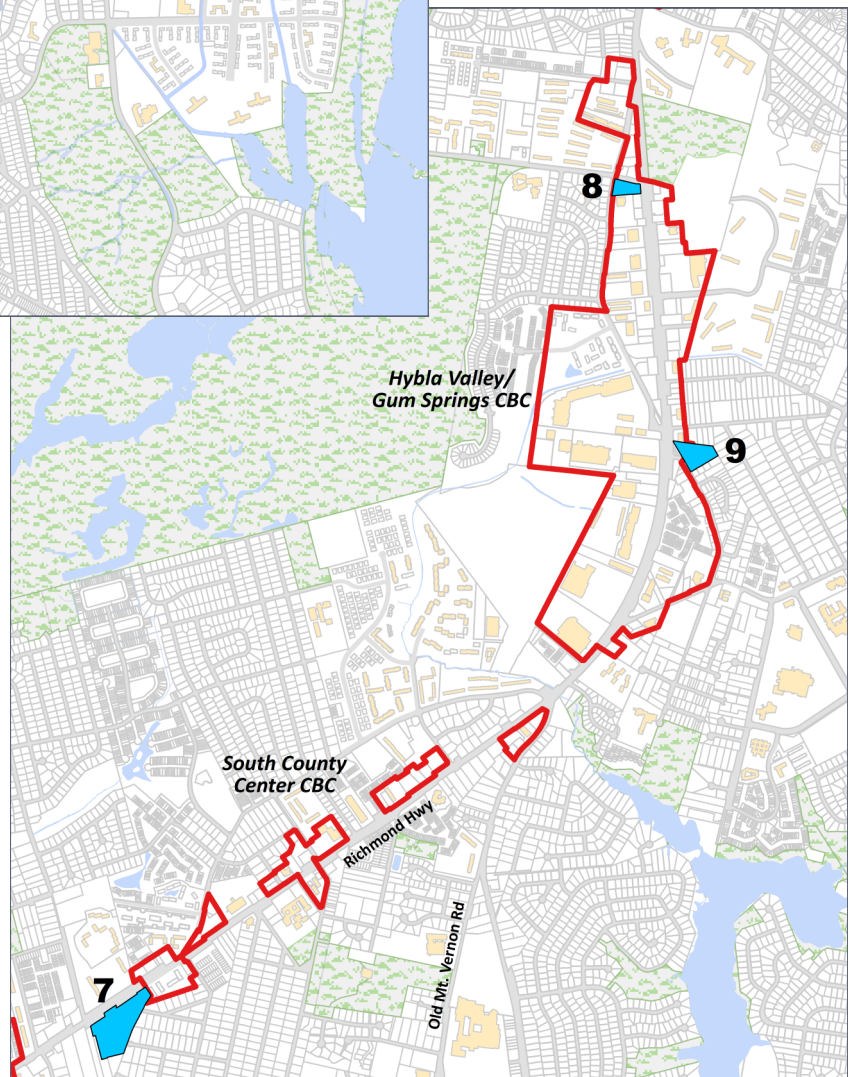 8
Hybla Valley/
Gum Springs CBC
9
South County
Center CBC
Richmond Hwy
Old Mt. Vernon Rd
7